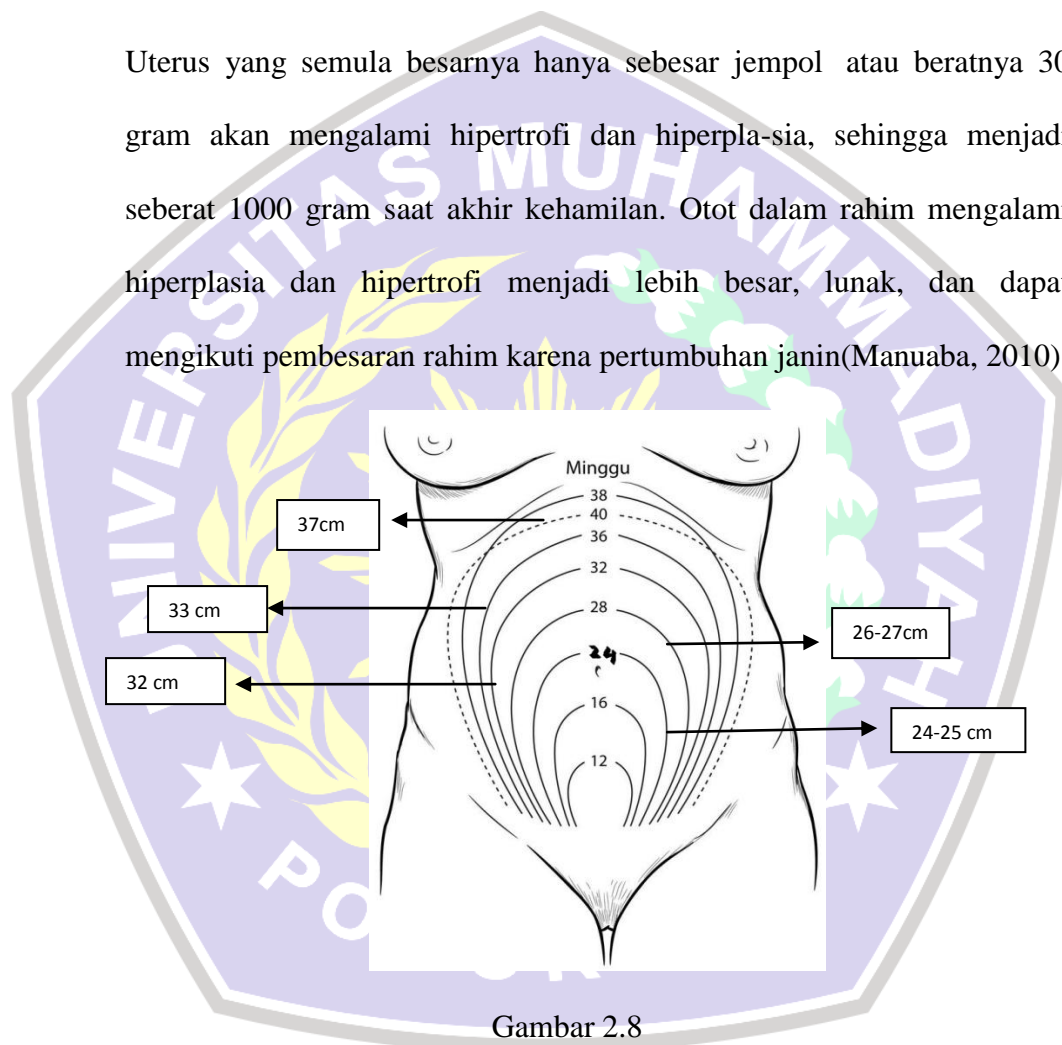 Uterus yang semula besarnya hanya sebesar jempol atau beratnya 30
gram akan mengalami hipertrofi dan hiperpla-sia, sehingga menjadi
seberat 1000 gram saat akhir kehamilan. Otot dalam rahim mengalami
hiperplasia dan hipertrofi menjadi lebih besar, lunak, dan dapat
mengikuti pembesaran rahim karena pertumbuhan janin(Manuaba, 2010)
UNIVERSITAS MUHAMMADIYAH
Minggu
38
40
37cm
36
32
33 cm
28
26-27cm
24
32 cm
16
24-25 cm
12
Gambar 2.8